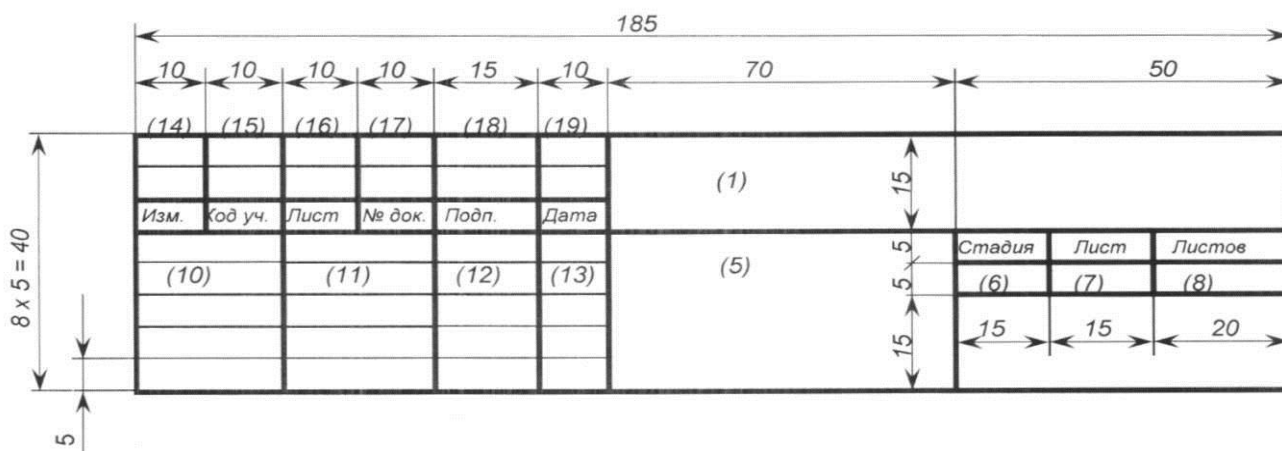 185
10 10 10 10 15 10 70 50
(14) (15) (16) (17) (18) (19)
(1)
15
Изм. Код уч. Лист № док. Подп. Дата
8 x 5 = 40
(10) (11) (12) (13) (5)
5 Стадия Лист Листов
5 (6) (7) (8)
15 15 15 20
5